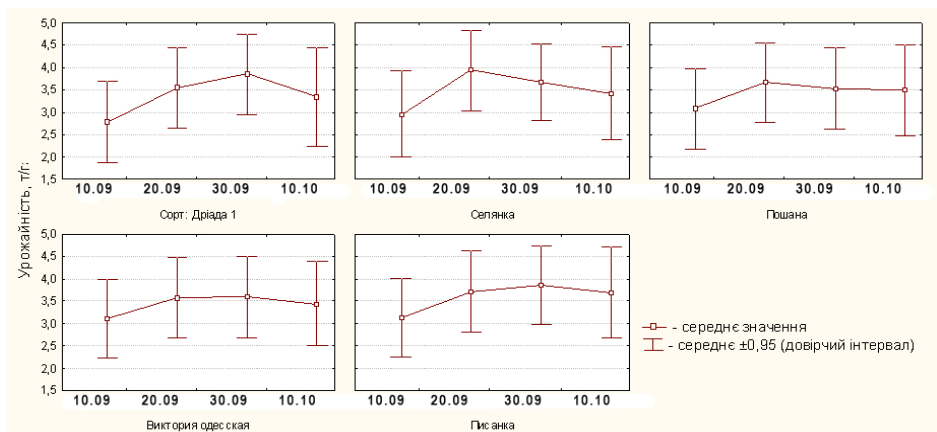 Урожайність, т/г:
5,0
4,5
4,0
3,5
3,0
2,5
2,0
1,5
10.09 20.09 30.09 10.10 10.09 20.09 30.09 10.10 10.09 20.09 30.09 10.10
Сорт: Дріада 1 Селянка Пошана
5,0
4,5
4,0
3,5
3,0
2,5
2,0
1,5
- середнє значення
- середнє ±0,95 (довірчий інтервал)
10.09 20.09 30.09 10.10 10.09 20.09 30.09 10.10
Виктория одесская Писанка